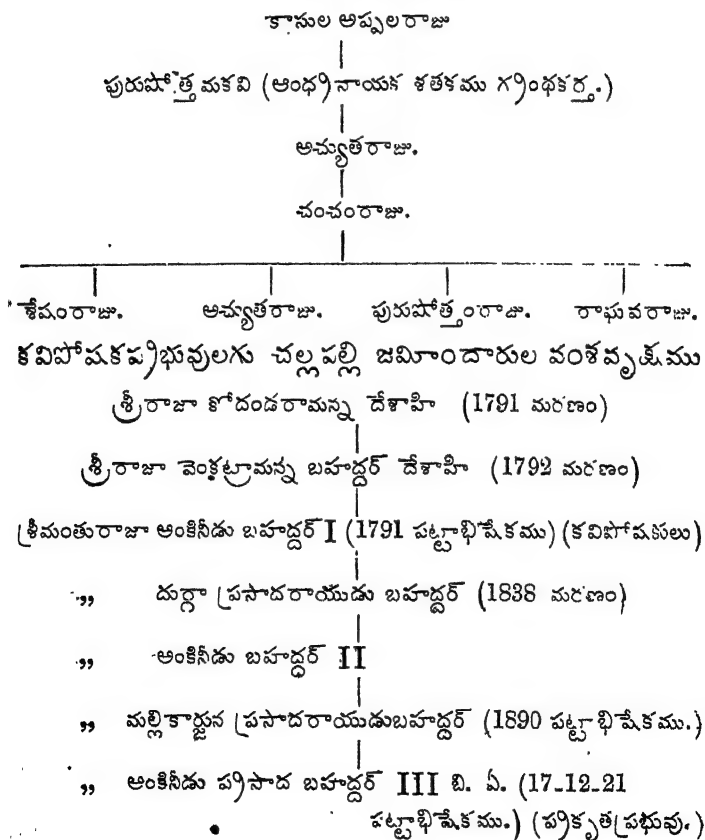 కాసుల అప్పలరాజు
పురుషోత్తమకవి (ఆంధ్రనాయక శతకము గ్రంథకర్త.)
అచ్యుతరాజు.
చంచంరాజు.
శేషంరాజు. అచ్యుతరాజు. పురుషోత్తంరాజు. రాఘవరాజు.
కవిపోషకప్రభువులగు చల్లపల్లి జమీందారుల వంశవృక్షము
శ్రీరాజా కోదండరామన్న దేశాహి (1791 మరణం)
శ్రీరాజా వెంకట్రామన్న బహద్దర్ దేశాహి (1792 మరణం)
శ్రీమంతురాజా అంకినీడు బహద్దర్ I (1791 పట్టాభిషేకము) (కవిపోషకులు)
,, దుర్గా ప్రసాదరాయుడు బహద్దర్ (1838 మరణం)
,, అంకినీడు బహద్ధర్ II
,, మల్లికార్జున ప్రసాదరాయుడుబహద్దర్ (1890 పట్టాభిషేకము.)
,, అంకినీడు ప్రసాద బహద్దర్ III బి. ఏ. (17-12-21
పట్టాభిషేకము.) (ప్రకృతప్రభువు.)